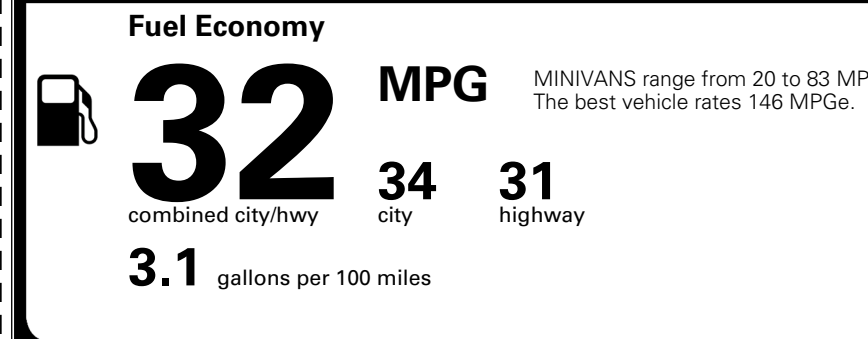 Fuel Economy
32 MPG
MINIVANS range from 20 to 83 MP
The best vehicle rates 146 MPGe.
34 31
combined city/hwy city highway
3.1 gallons per 100 miles